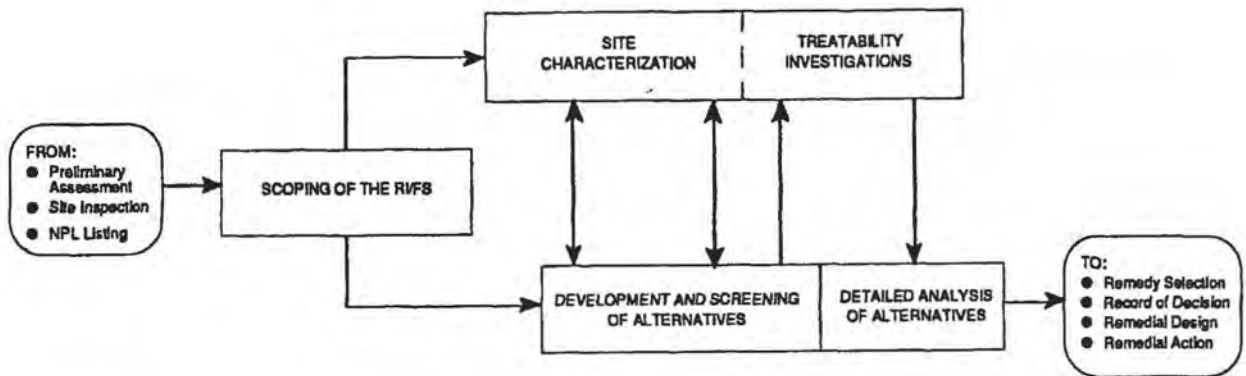 FROM:
● Preliminary
Assessment
● Site Inspection
● NPL Listing
SCOPING OF THE RI/FS
SITE
CHARACTERIZATION
TREATABILITY
INVESTIGATIONS
DEVELOPMENT AND SCREENING
OF ALTERNATIVES
DETAILED ANALYSIS
OF ALTERNATIVES
TO:
● Remedy Selection
● Record of Decision
● Remedial Design
● Remedial Action